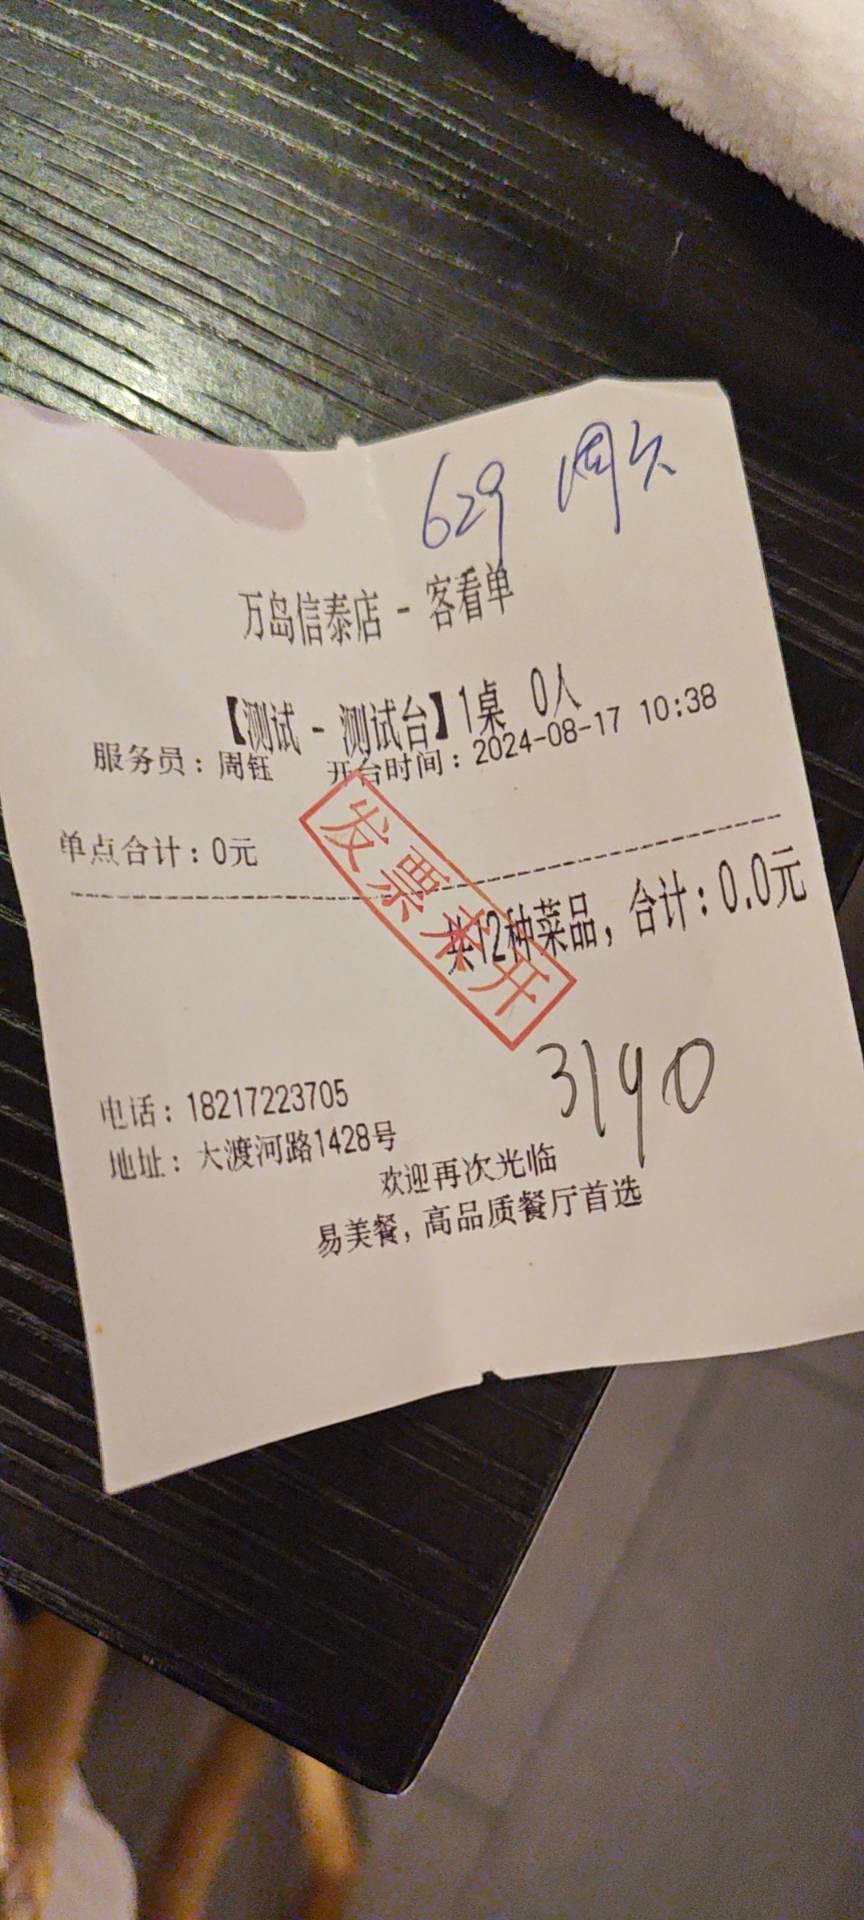 629 周欠
万岛信泰店 - 客看单
【测试 - 测试台】1桌 0人
服务员：周钰 开台时间：2024-08-17 10:38
单点合计：0元
发票未开
共12种菜品，合计：0.0元
3190
电话：18217223705
地址：大渡河路1428号
欢迎再次光临
易美餐，高品质餐厅首选